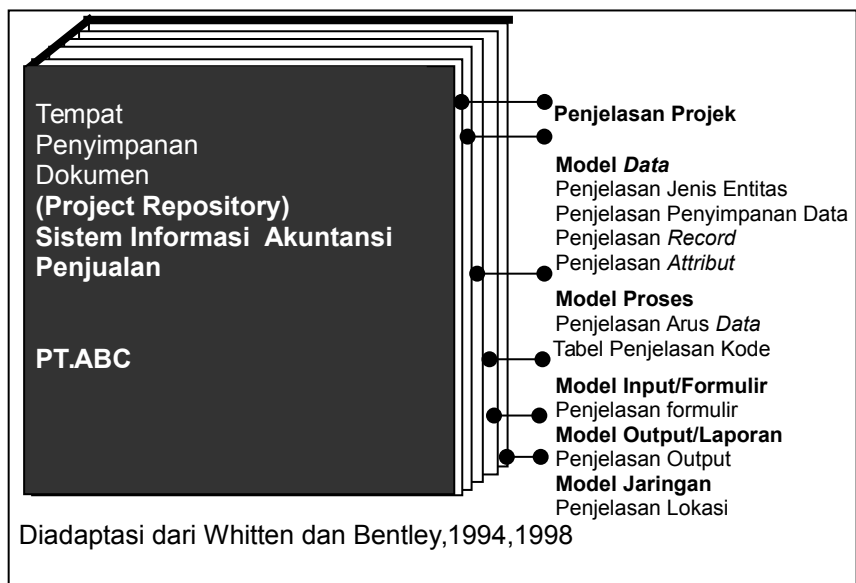 Tempat
Penyimpanan
Dokumen
(Project Repository)
Sistem Informasi Akuntansi
Penjualan
PT.ABC
Penjelasan Projek
Model Data
Penjelasan Jenis Entitas
Penjelasan Penyimpanan Data
Penjelasan Record
Penjelasan Attribut
Model Proses
Penjelasan Arus Data
Tabel Penjelasan Kode
Model Input/Formulir
Penjelasan formulir
Model Output/Laporan
Penjelasan Output
Model Jaringan
Penjelasan Lokasi
Diadaptasi dari Whitten dan Bentley,1994,1998